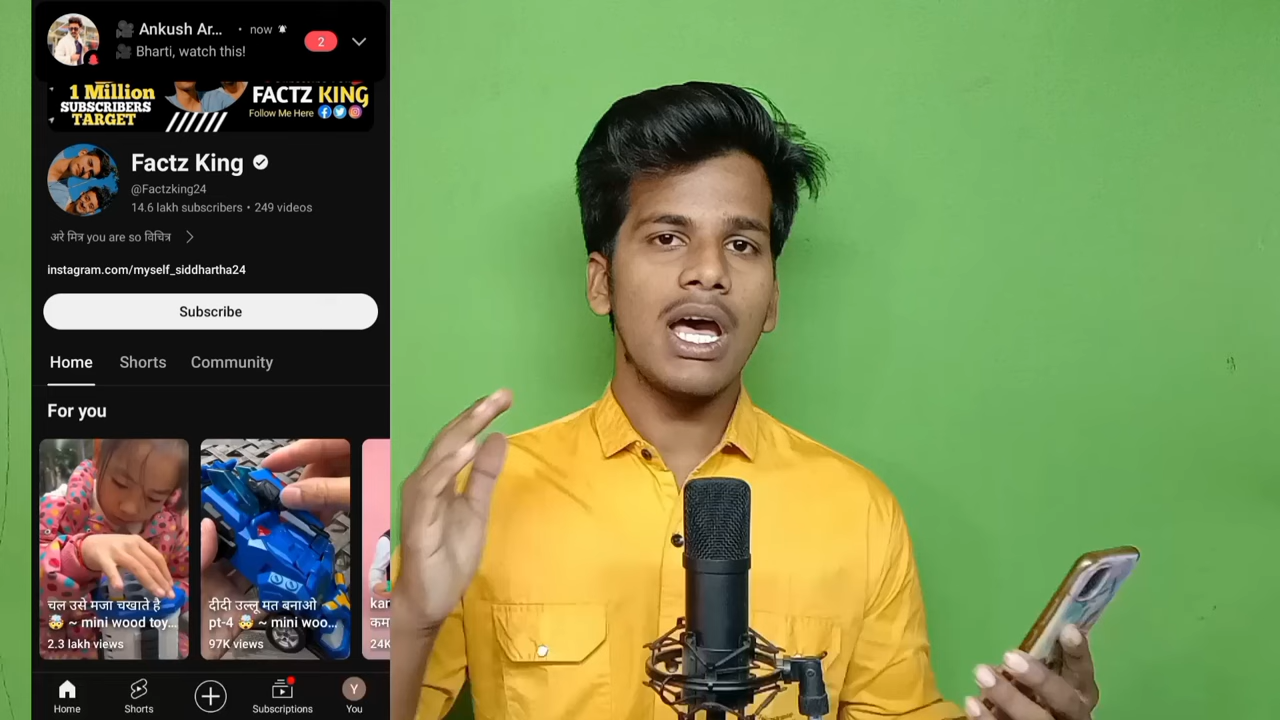 Ankush Ar... • now
Bharti, watch this!
2
1 Million
SUBSCRIBERS
TARGET
FACTZ KING
Follow Me Here
Factz King
@Factzking24
14.6 lakh subscribers • 249 videos
अरे मित्र you are so विचित्र
instagram.com/myself_siddhartha24
Subscribe
Home Shorts Community
For you
चल उसे मजा चखाते है
🤯 ~ mini wood toy...
2.3 lakh views
दीदी उल्लू मत बनाओ
pt-4 🤯 ~ mini woo...
97K views
kar
कम
24K
Home Shorts Subscriptions You
Y